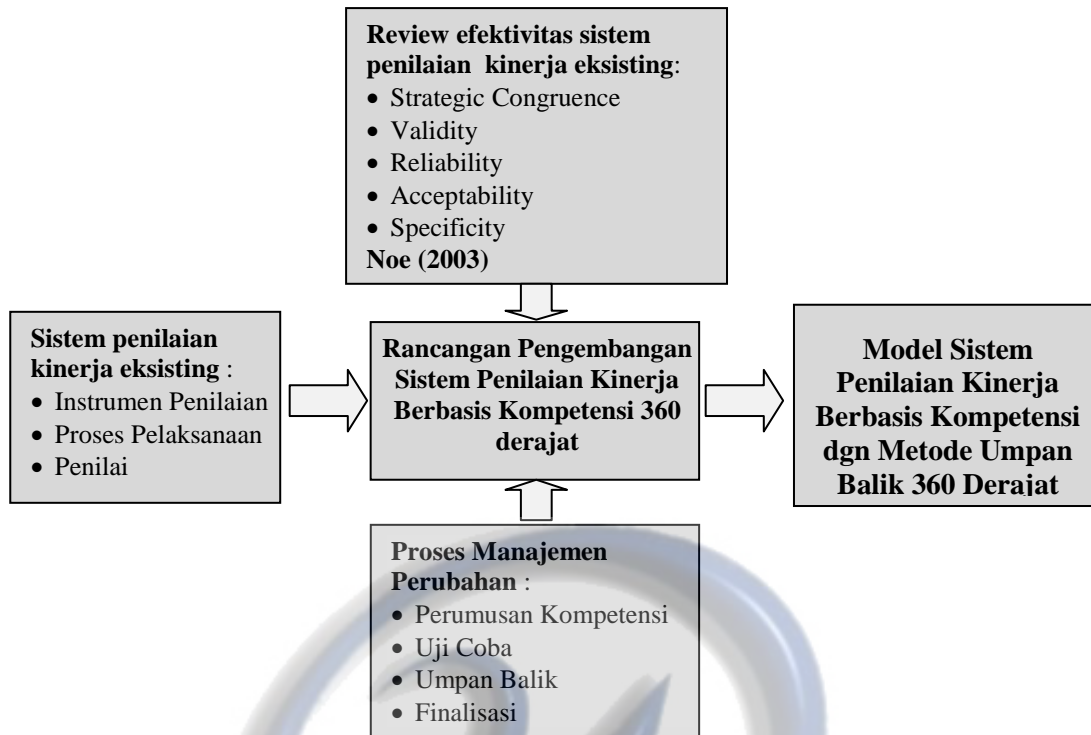 Review efektivitas sistem
penilaian kinerja eksisting:
• Strategic Congruence
• Validity
• Reliability
• Acceptability
• Specificity
Noe (2003)
Sistem penilaian
kinerja eksisting :
• Instrumen Penilaian
• Proses Pelaksanaan
• Penilai
Rancangan Pengembangan
Sistem Penilaian Kinerja
Berbasis Kompetensi 360
derajat
Model Sistem
Penilaian Kinerja
Berbasis Kompetensi
dgn Metode Umpan
Balik 360 Derajat
Proses Manajemen
Perubahan :
• Perumusan Kompetensi
• Uji Coba
• Umpan Balik
• Finalisasi